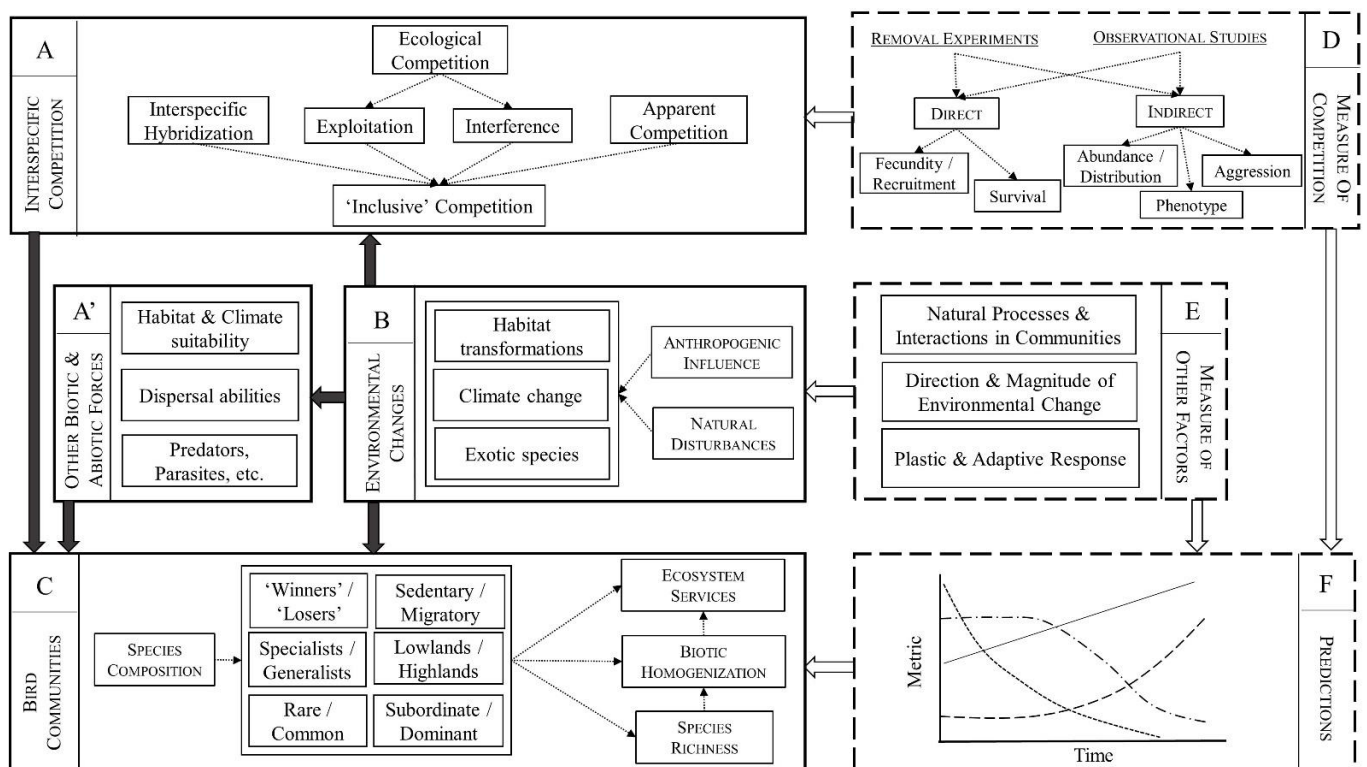 A
INTERSPECIFIC
COMPETITION
Ecological
Competition
Interspecific
Hybridization
Exploitation
Interference
Apparent
Competition
‘Inclusive’ Competition
D
MEASURE OF
COMPETITION
REMOVAL EXPERIMENTS
OBSERVATIONAL STUDIES
DIRECT
INDIRECT
Fecundity /
Recruitment
Survival
Abundance /
Distribution
Aggression
Phenotype
A’
OTHER BIOTIC &
ABIOTIC FORCES
Habitat & Climate
suitability
Dispersal abilities
Predators,
Parasites, etc.
B
ENVIRONMENTAL
CHANGES
Habitat
transformations
Climate change
Exotic species
ANTHROPOGENIC
INFLUENCE
NATURAL
DISTURBANCES
E
MEASURE OF
OTHER FACTORS
Natural Processes &
Interactions in Communities
Direction & Magnitude of
Environmental Change
Plastic & Adaptive Response
C
BIRD
COMMUNITIES
SPECIES
COMPOSITION
‘Winners’ /
‘Losers’
Sedentary /
Migratory
Specialists /
Generalists
Lowlands /
Highlands
Rare /
Common
Subordinate /
Dominant
ECOSYSTEM
SERVICES
BIOTIC
HOMOGENIZATION
SPECIES
RICHNESS
F
PREDICTIONS
Metric
Time